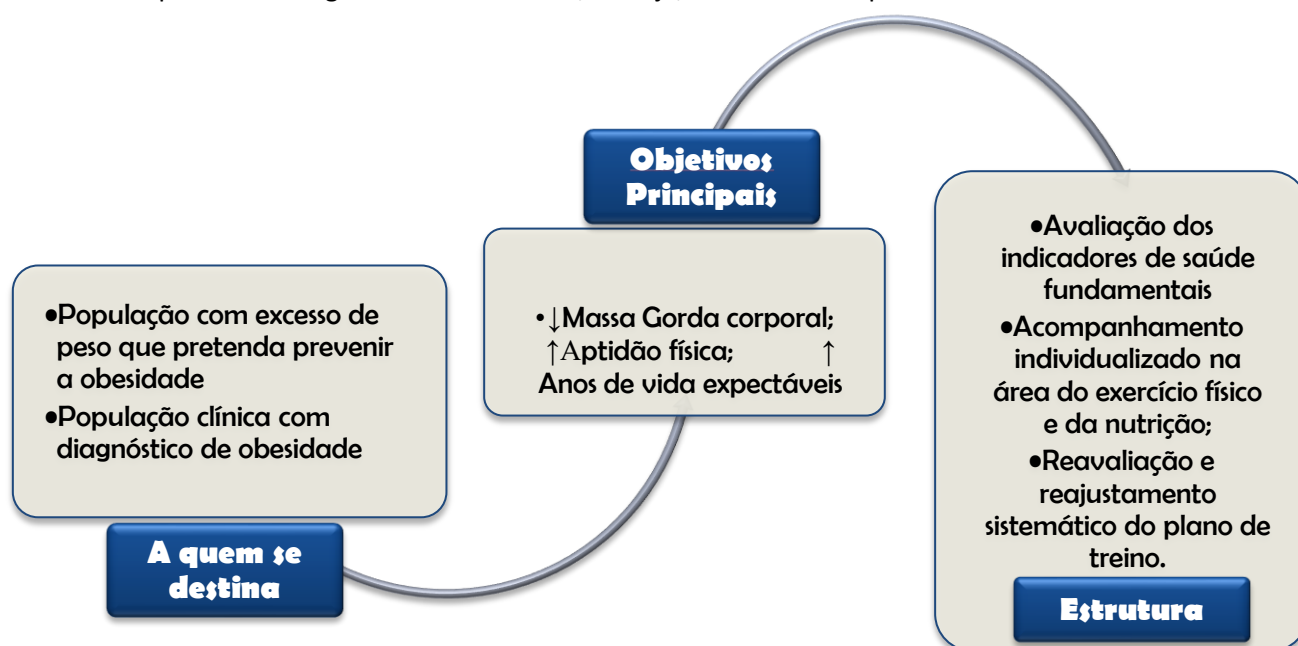 •População com excesso de
peso que pretenda prevenir
a obesidade
•População clínica com
diagnóstico de obesidade
A quem se
destina
Objetivos
Principais
•↓Massa Gorda corporal;
↑Aptidão física; ↑
Anos de vida expectáveis
•Avaliação dos
indicadores de saúde
fundamentais
•Acompanhamento
individualizado na
área do exercício físico
e da nutrição;
•Reavaliação e
reajustamento
sistemático do plano de
treino.
Estrutura